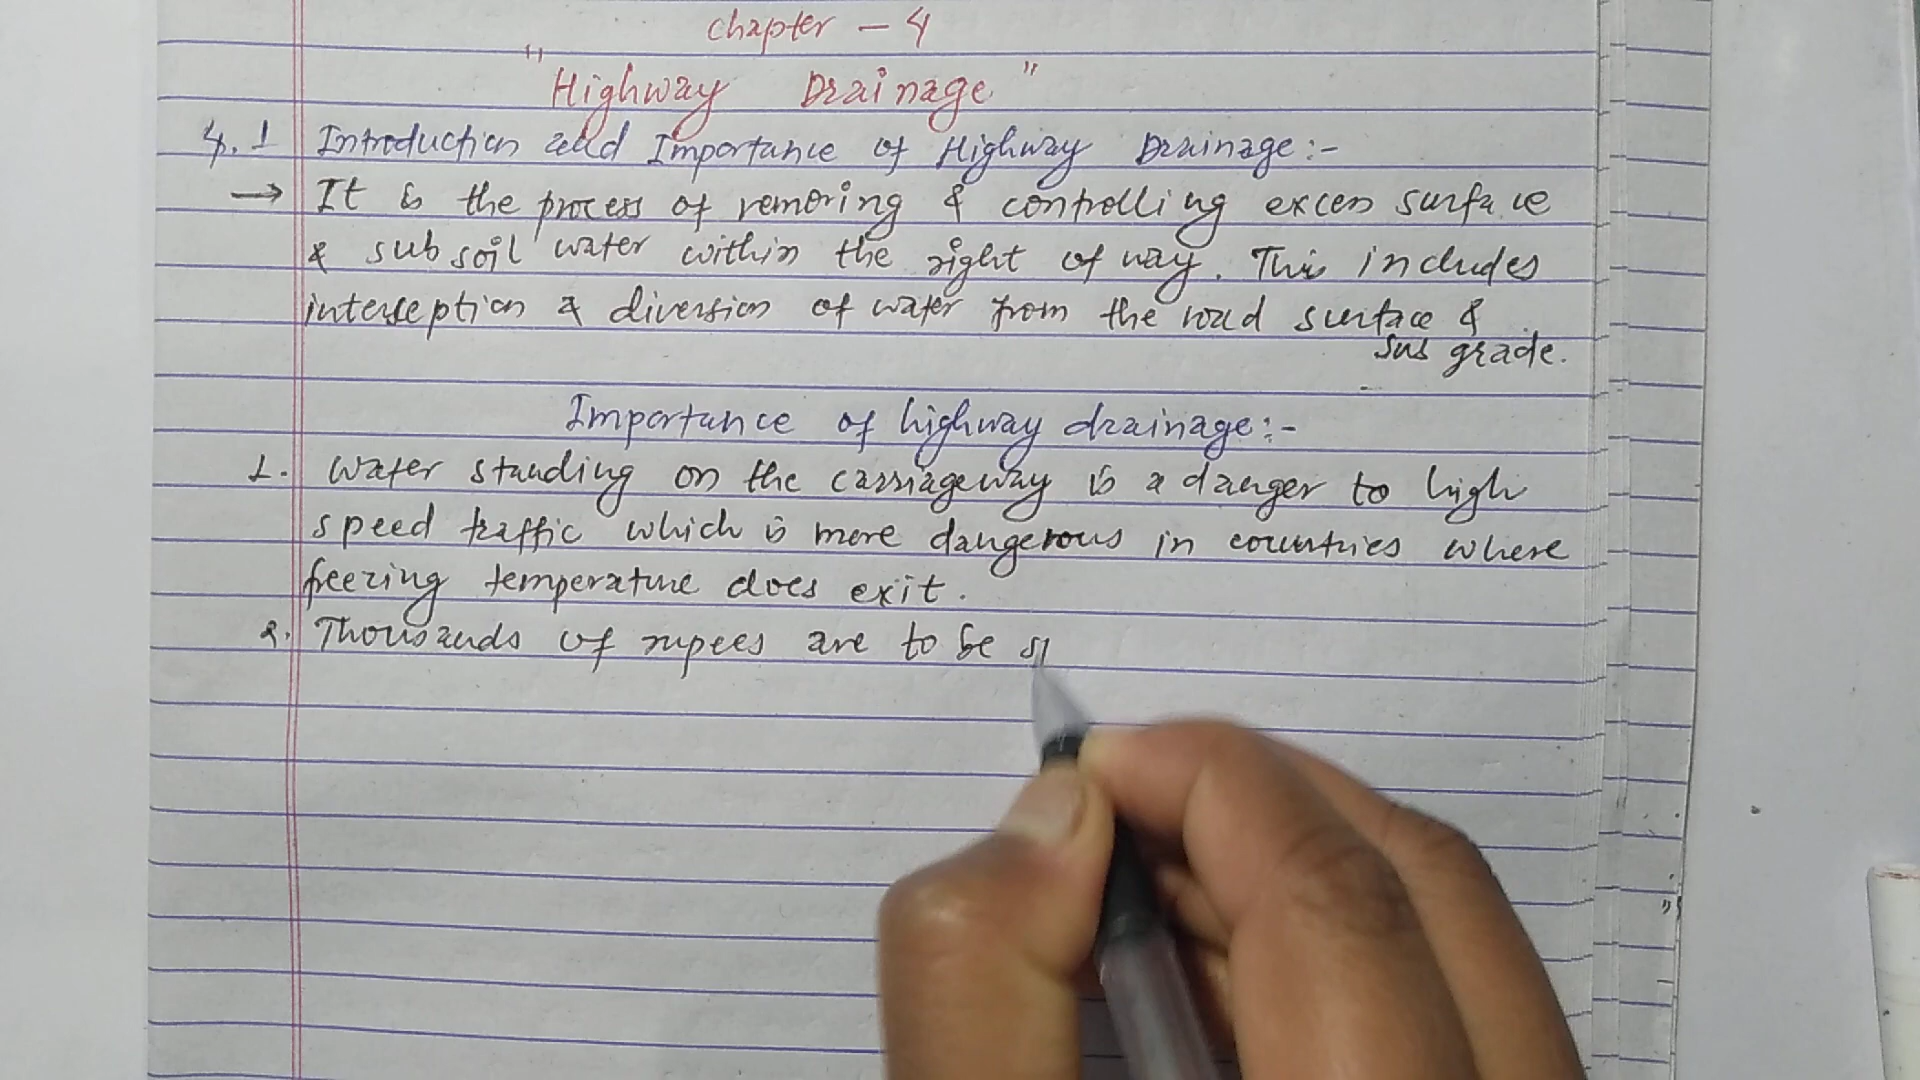 Chapter - 4
"Highway Drainage"
4.1 Introduction and Importance of Highway Drainage:-
→ It is the process of removing & controlling excess surface
& sub soil water within the right of way. This includes
interseption & diversion of water from the road surface &
sub grade.
Importance of highway drainage:-
1. Water standing on the carriageway is a danger to high
speed traffic which is more dangerous in countries where
freezing temperature does exit.
2. Thousands of rupees are to be